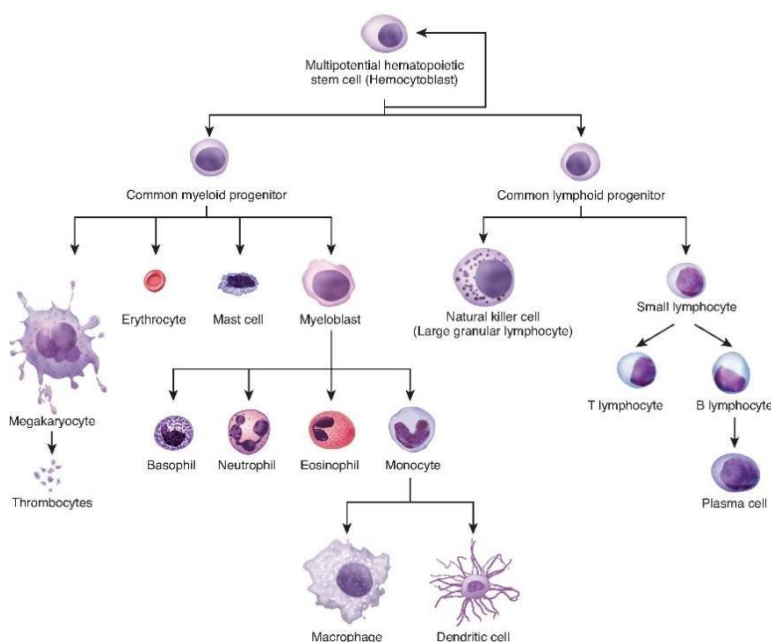 Multipotential hematopoietic
stem cell (Hemocytoblast)
Common myeloid progenitor
Common lymphoid progenitor
Erythrocyte
Mast cell
Myeloblast
Natural killer cell
(Large granular lymphocyte)
Small lymphocyte
Megakaryocyte
T lymphocyte
B lymphocyte
Basophil
Neutrophil
Eosinophil
Monocyte
Thrombocytes
Plasma cell
Macrophage
Dendritic cell